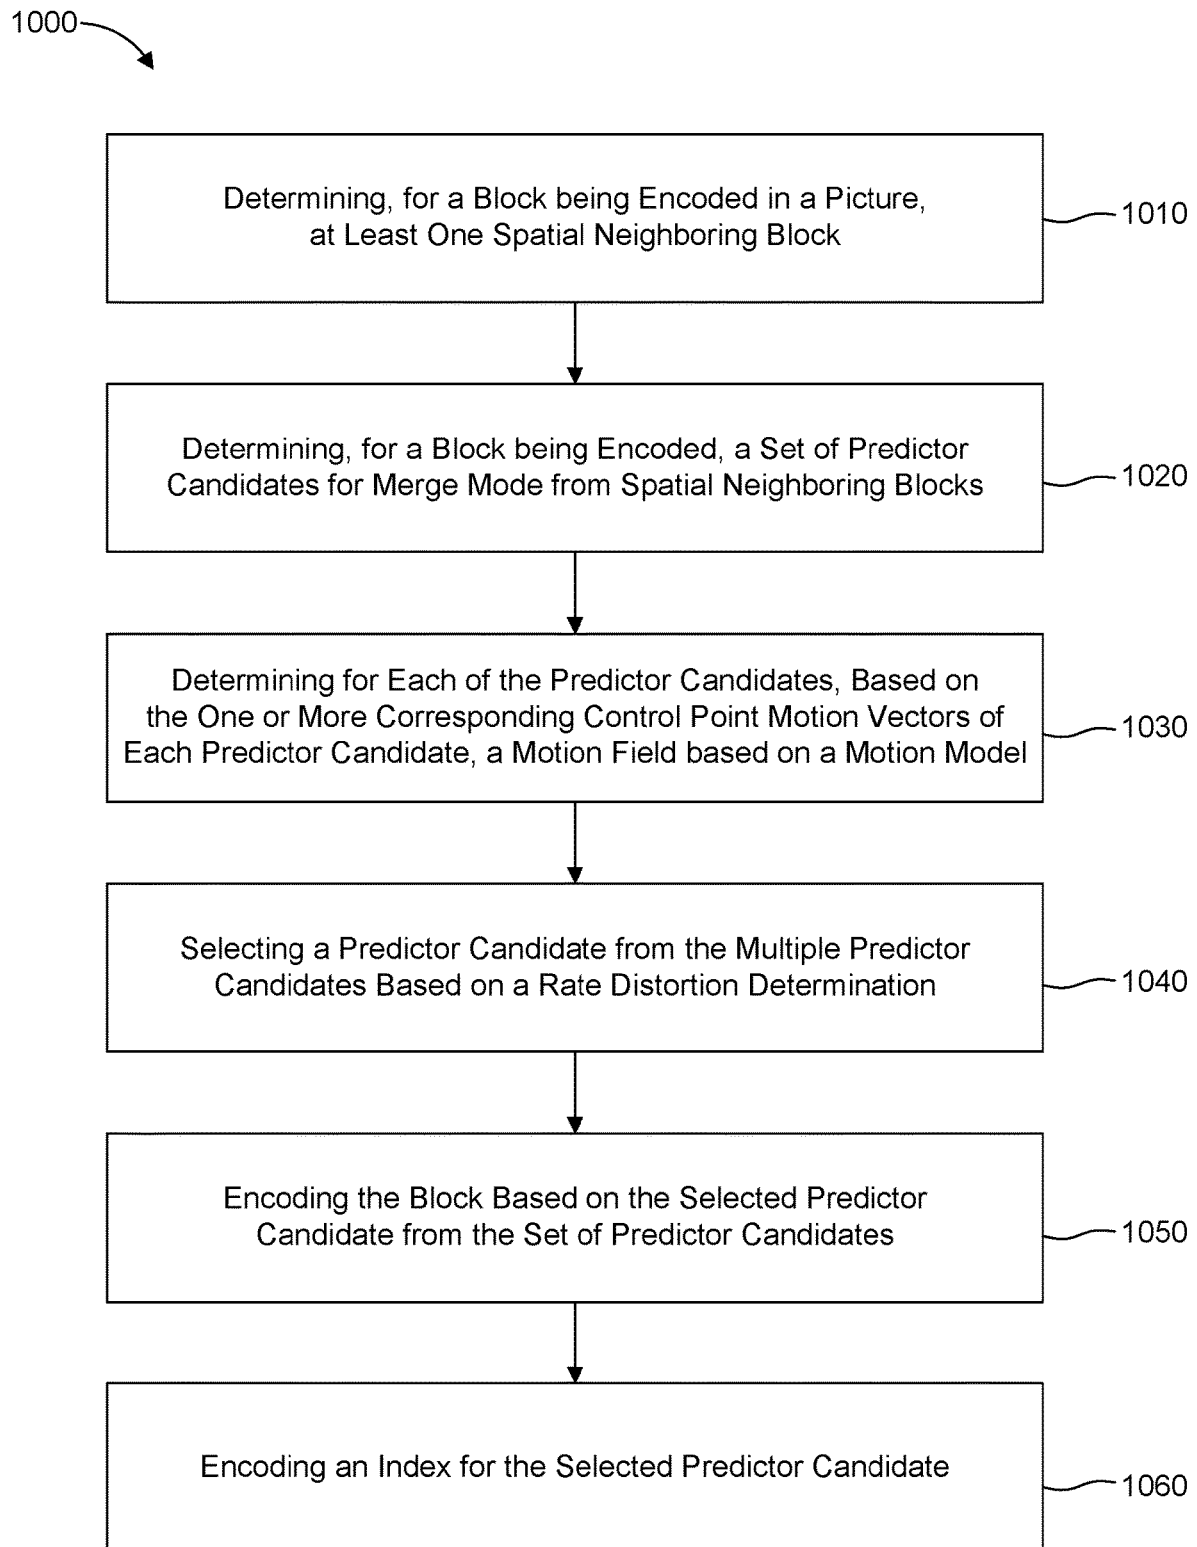 1000
Determining, for a Block being Encoded in a Picture,
at Least One Spatial Neighboring Block
1010
Determining, for a Block being Encoded, a Set of Predictor
Candidates for Merge Mode from Spatial Neighboring Blocks
1020
Determining for Each of the Predictor Candidates, Based on
the One or More Corresponding Control Point Motion Vectors of
Each Predictor Candidate, a Motion Field based on a Motion Model
1030
Selecting a Predictor Candidate from the Multiple Predictor
Candidates Based on a Rate Distortion Determination
1040
Encoding the Block Based on the Selected Predictor
Candidate from the Set of Predictor Candidates
1050
Encoding an Index for the Selected Predictor Candidate
1060